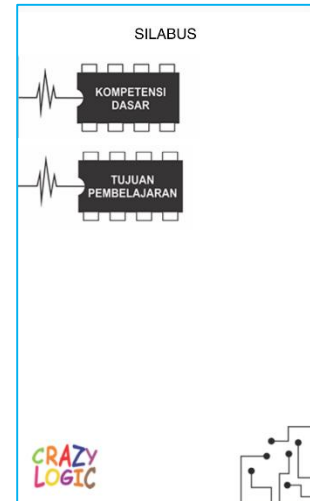 SILABUS
KOMPETENSI
DASAR
TUJUAN
PEMBELAJARAN
CRAZY
LOGIC